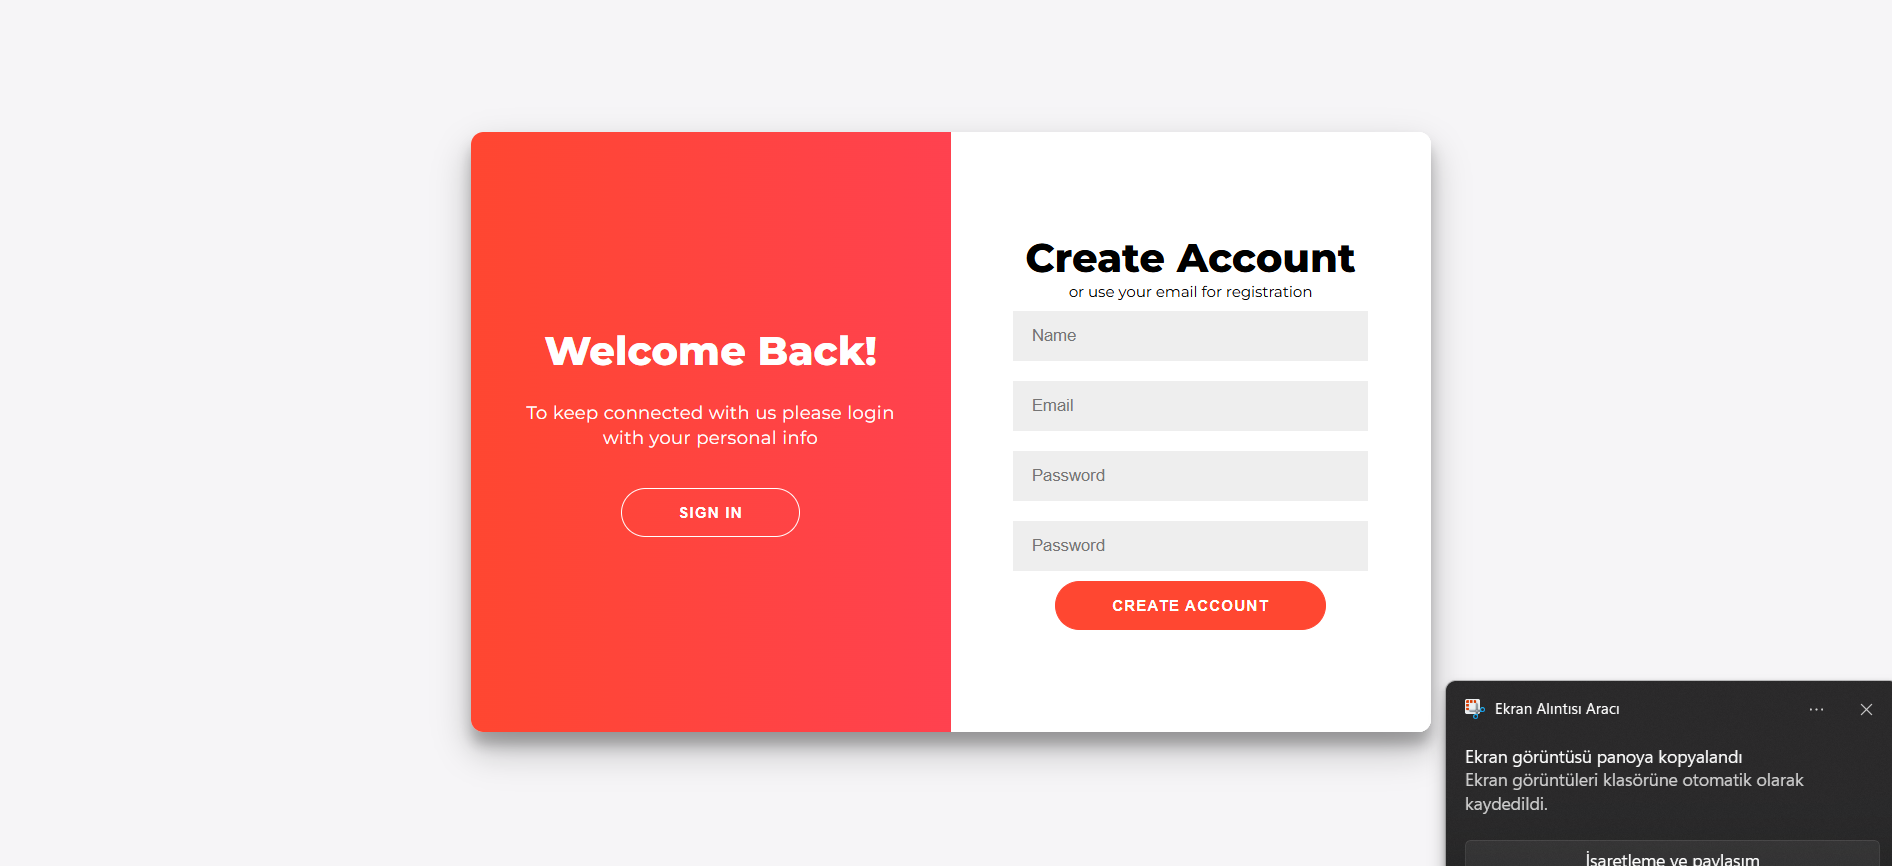 Welcome Back!
To keep connected with us please login
with your personal info
SIGN IN
Create Account
or use your email for registration
Name
Email
Password
Password
CREATE ACCOUNT
Ekran Alıntısı Aracı
Ekran görüntüsü panoya kopyalandı
Ekran görüntüleri klasörüne otomatik olarak
kaydedildi.
İşaretleme ve paylaşım